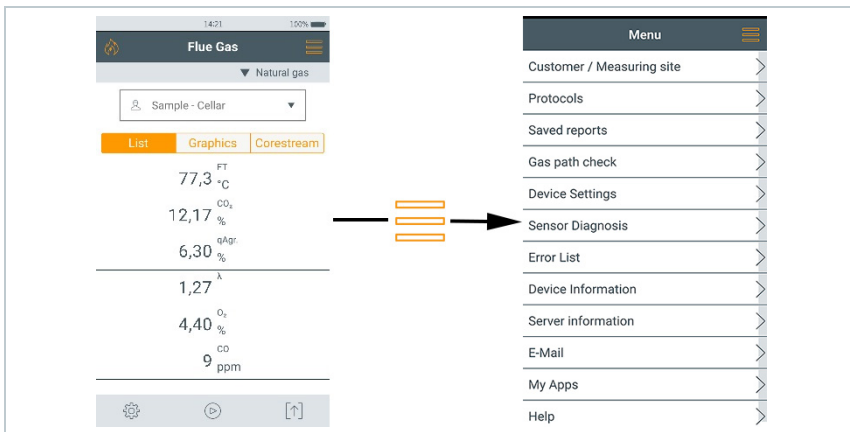 14:21 100%
Flue Gas
▼ Natural gas
Sample - Cellar ▼
List Graphics Corestream
FT
77,3 °C
CO₂
12,17 %
qAgr.
6,30 %
λ
1,27
O₂
4,40 %
CO
9 ppm
Menu
Customer / Measuring site
Protocols
Saved reports
Gas path check
Device Settings
Sensor Diagnosis
Error List
Device Information
Server information
E-Mail
My Apps
Help